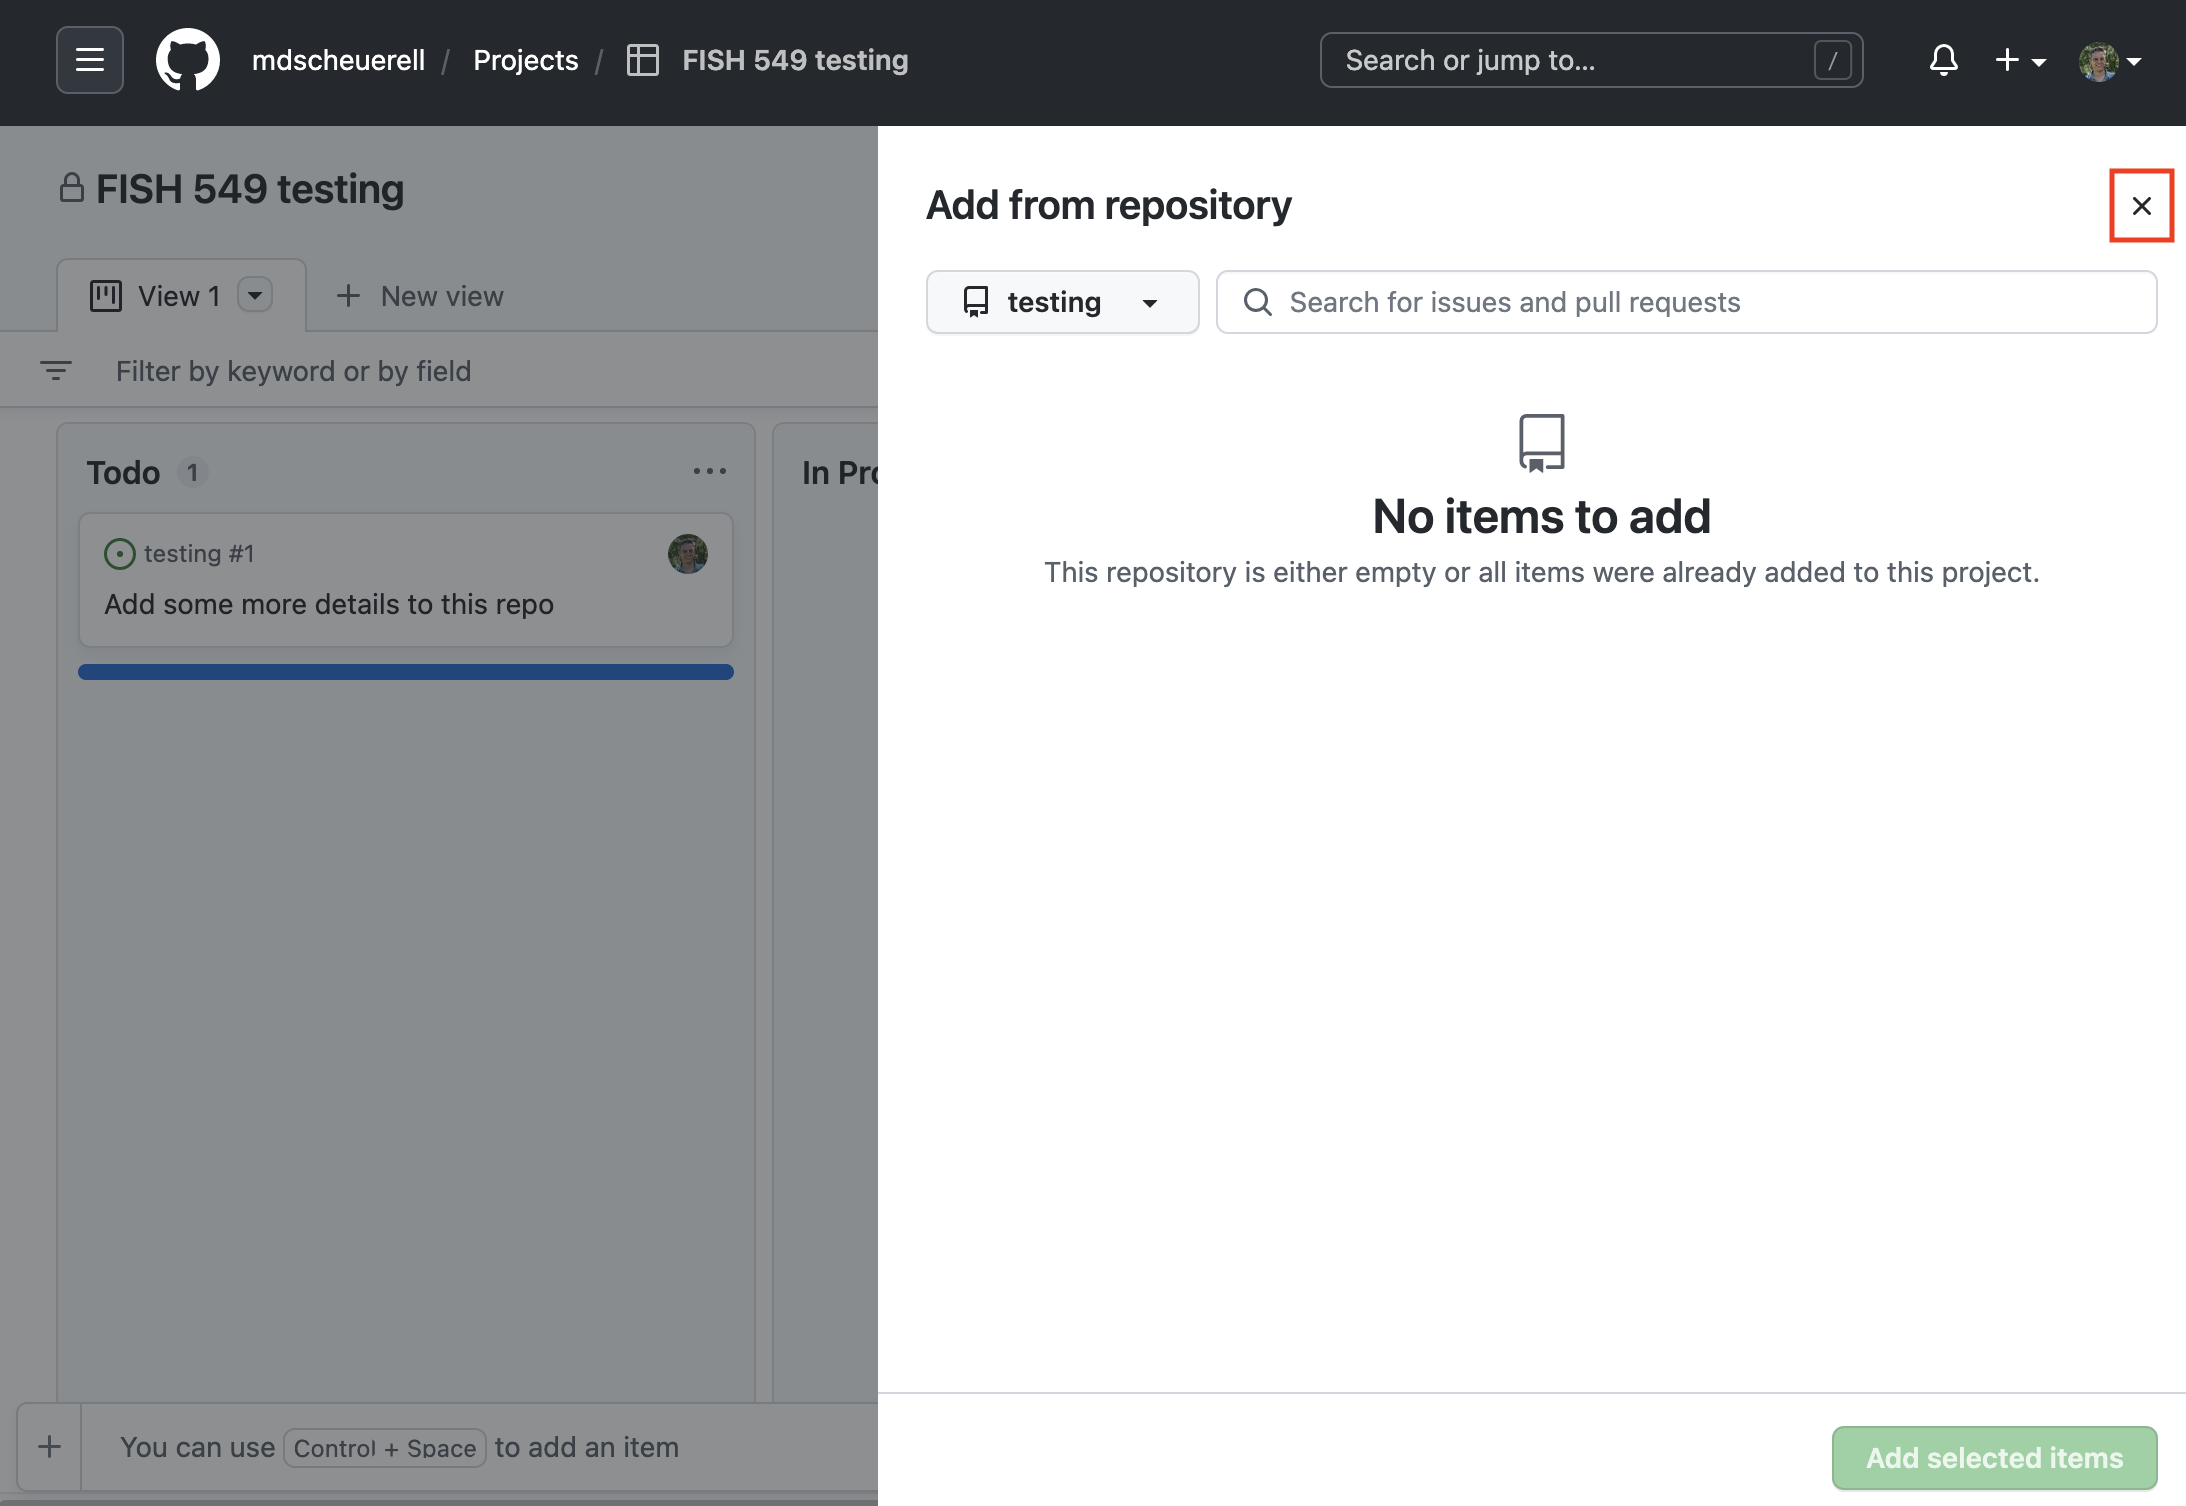 mdscheuerell / Projects / FISH 549 testing
Search or jump to... /
FISH 549 testing
View 1
New view
Filter by keyword or by field
Todo 1
testing #1
Add some more details to this repo
In Pro
You can use Control + Space to add an item
Add from repository
testing
Search for issues and pull requests
No items to add
This repository is either empty or all items were already added to this project.
Add selected items